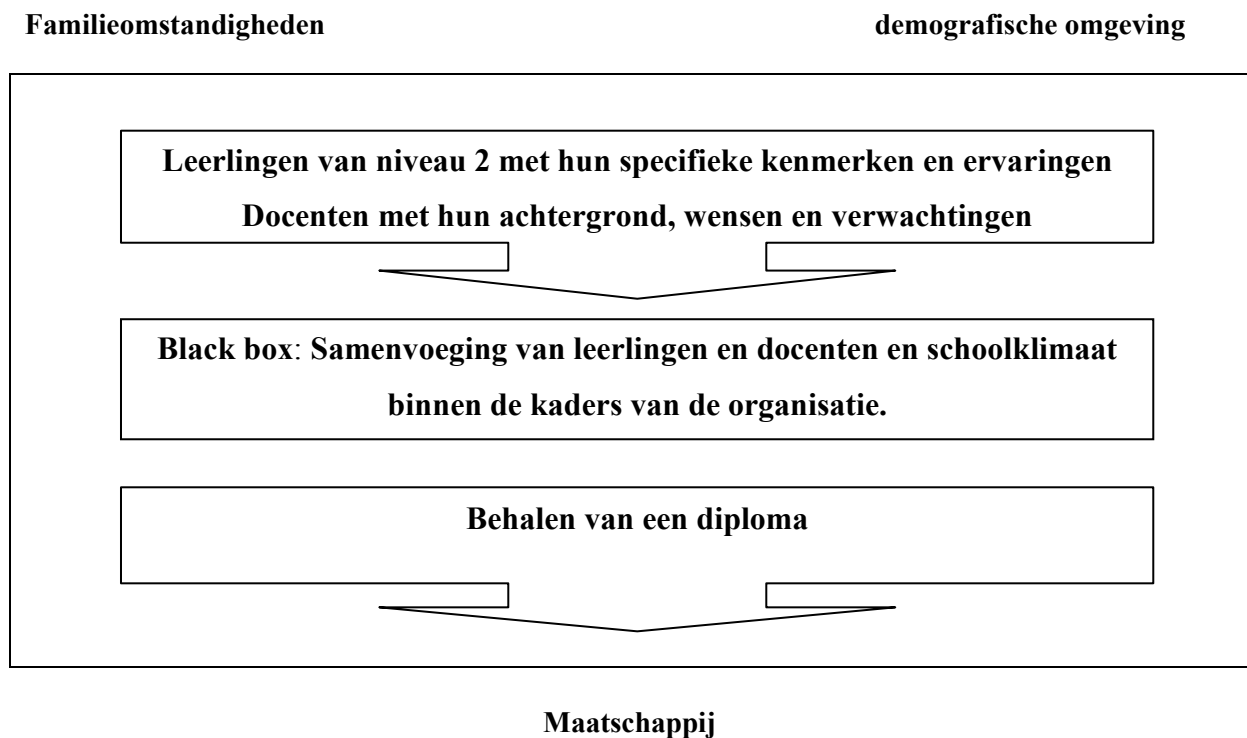 Familieomstandigheden demografische omgeving
Leerlingen van niveau 2 met hun specifieke kenmerken en ervaringen
Docenten met hun achtergrond, wensen en verwachtingen
Black box: Samenvoeging van leerlingen en docenten en schoolklimaat
binnen de kaders van de organisatie.
Behalen van een diploma
Maatschappij